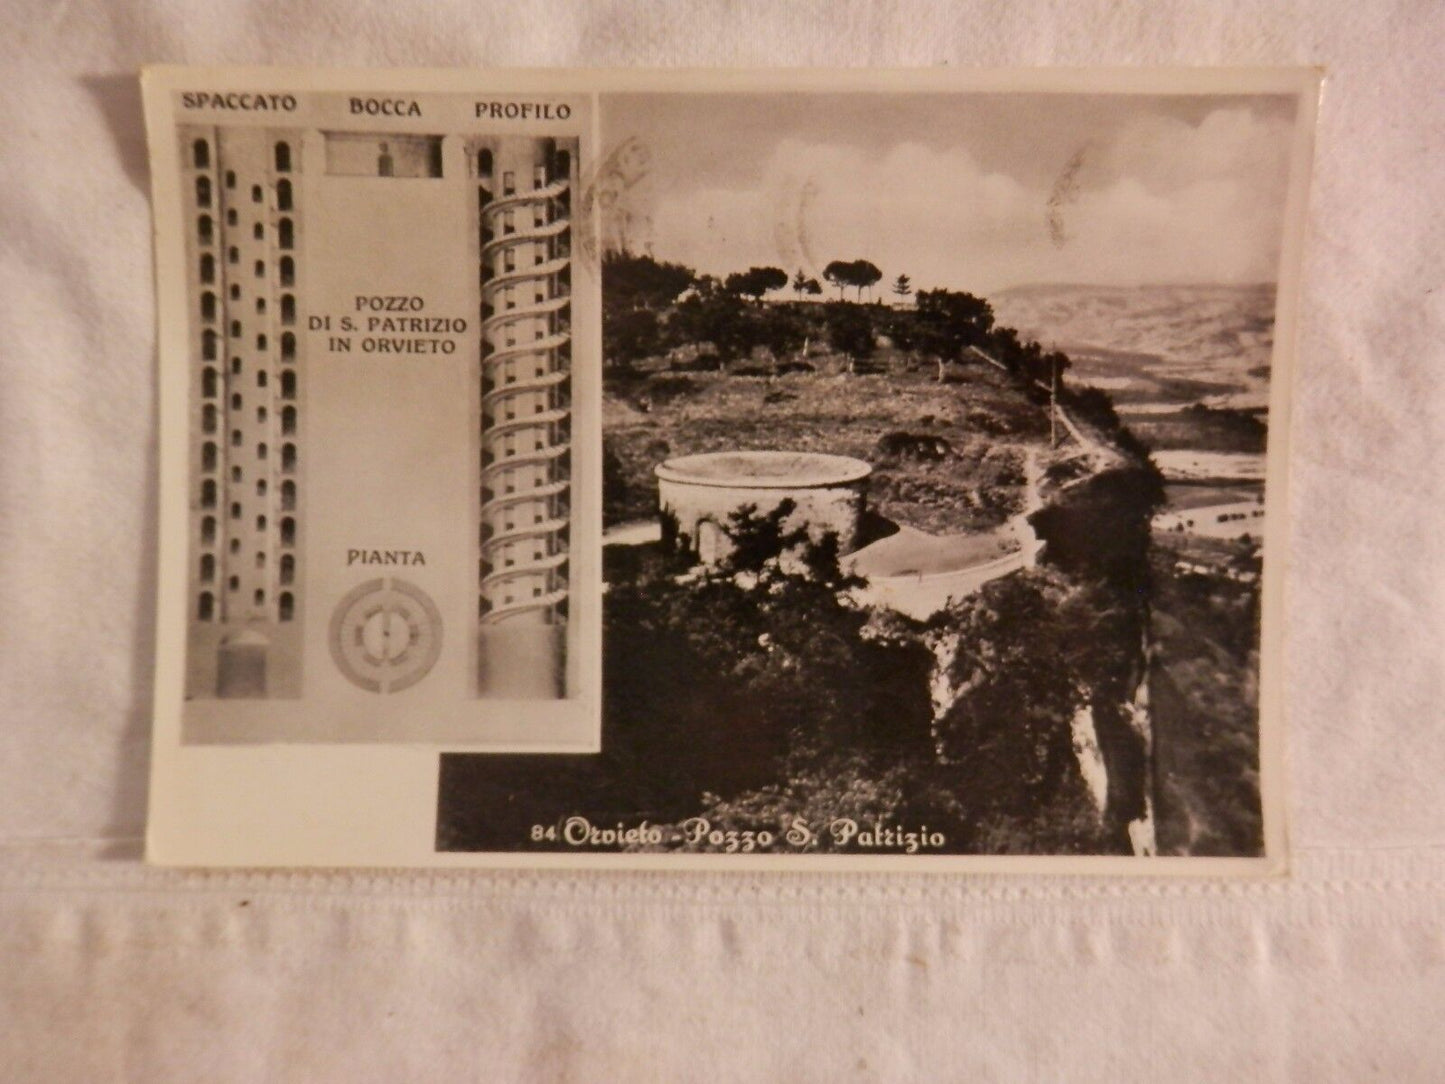 SPACCATO
BOCCA
PROFILO
POZZO
DI S. PATRIZIO
IN ORVIETO
PIANTA
84 Orvieto - Pozzo S. Patrizio